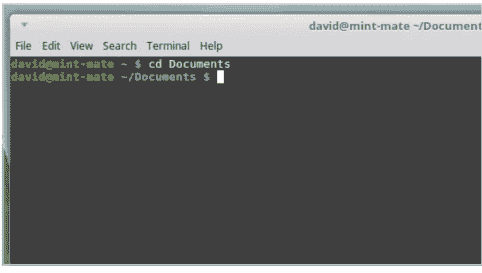 david@mint-mate ~/Document
File Edit View Search Terminal Help
david@mint-mate ~ $ cd Documents
david@mint-mate ~/Documents $